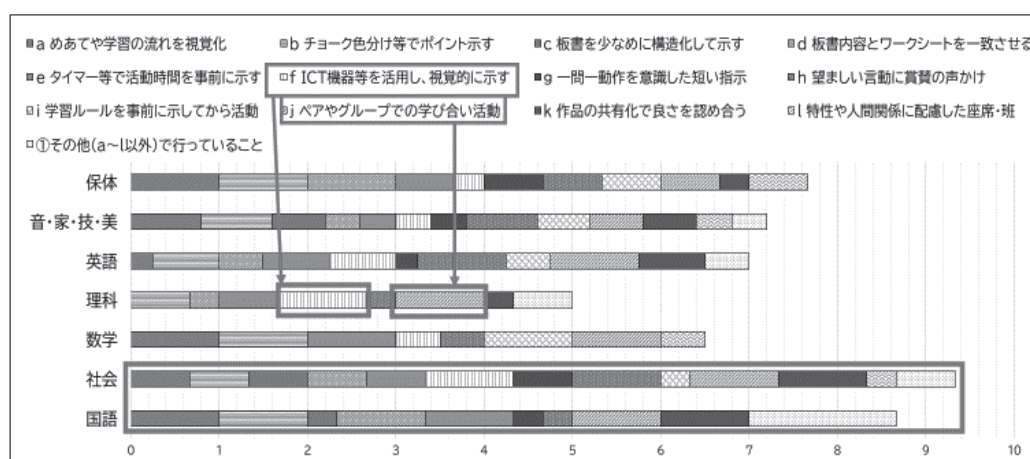 a めあてや学習の流れを視覚化 b チョーク色分け等でポイント示す c 板書を少なめに構造化して示す d 板書内容とワークシートを一致させる
e タイマー等で活動時間を事前に示す f ICT機器等を活用し、視覚的に示す g 一問一動作を意識した短い指示 h 望ましい言動に賞賛の声かけ
i 学習ルールを事前に示してから活動 j ペアやグループでの学び合い活動 k 作品の共有化で良さを認め合う l 特性や人間関係に配慮した座席・班
①その他(a~l以外)で行っていること
保体
音・家・技・美
英語
理科
数学
社会
国語
0 1 2 3 4 5 6 7 8 9 10